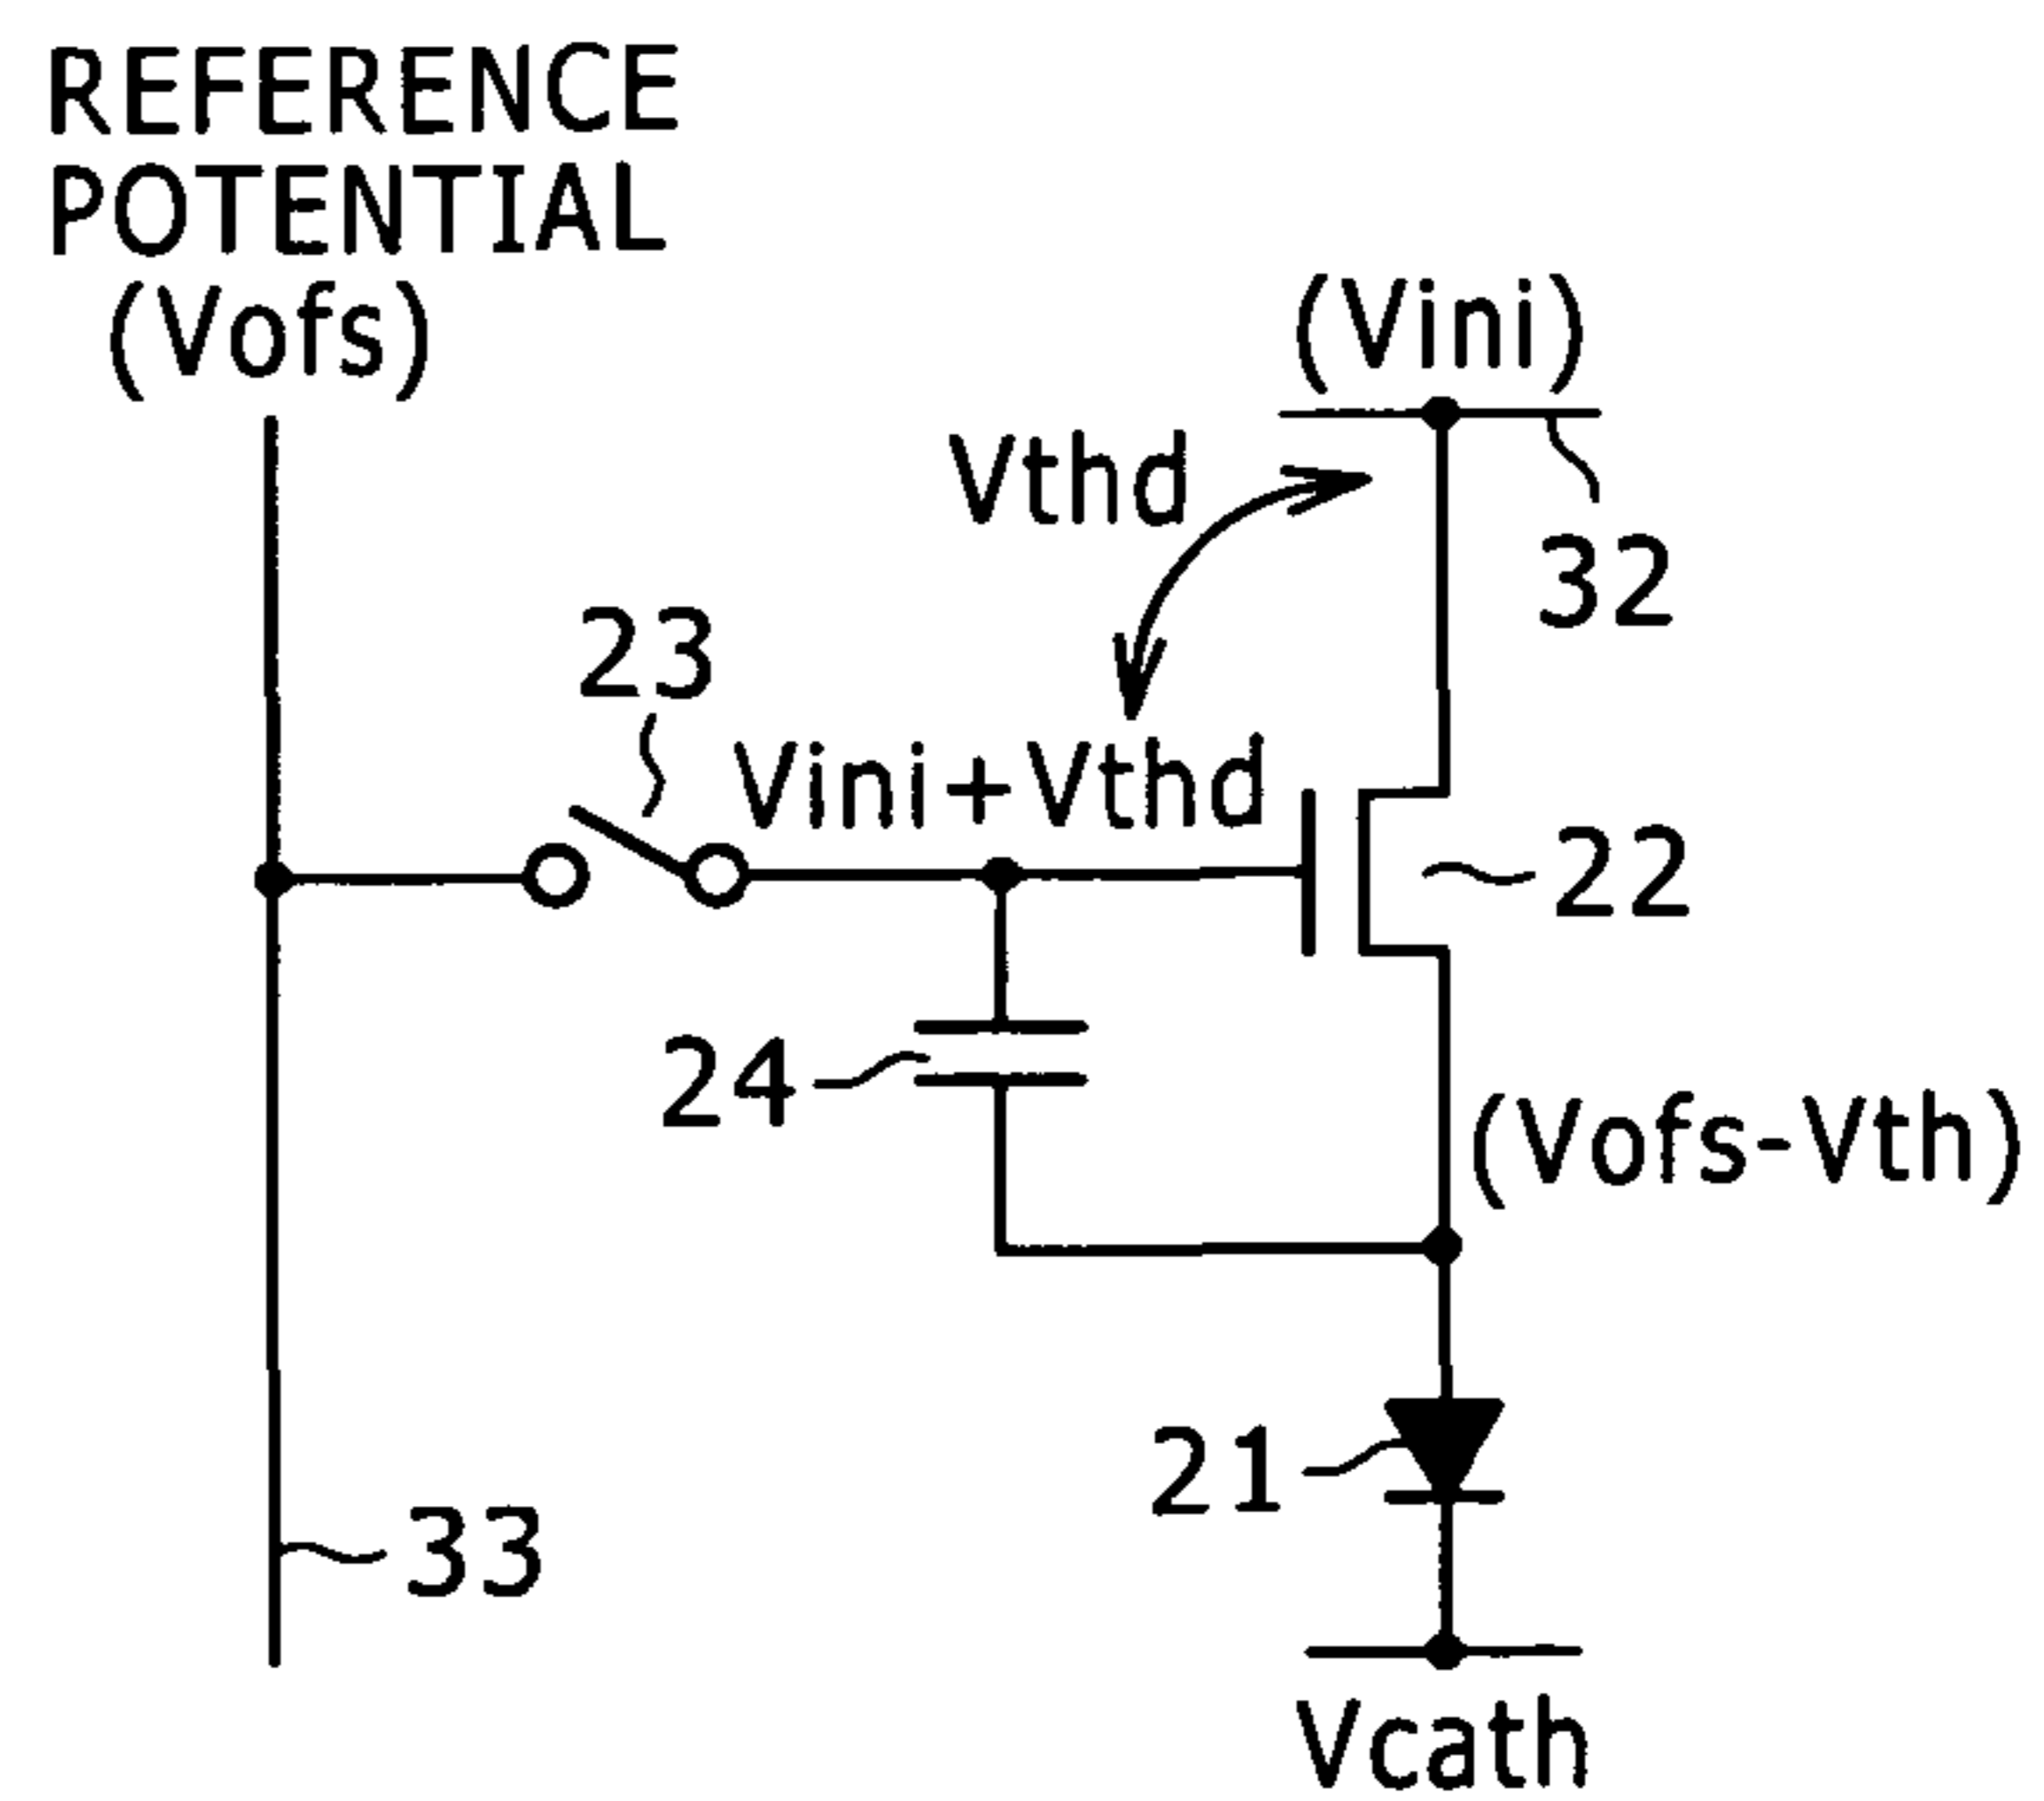 REFERENCE
POTENTIAL
(Vofs)
(Vini)
Vthd
32
23
Vini+Vthd
22
24
(Vofs-Vth)
21
33
Vcath